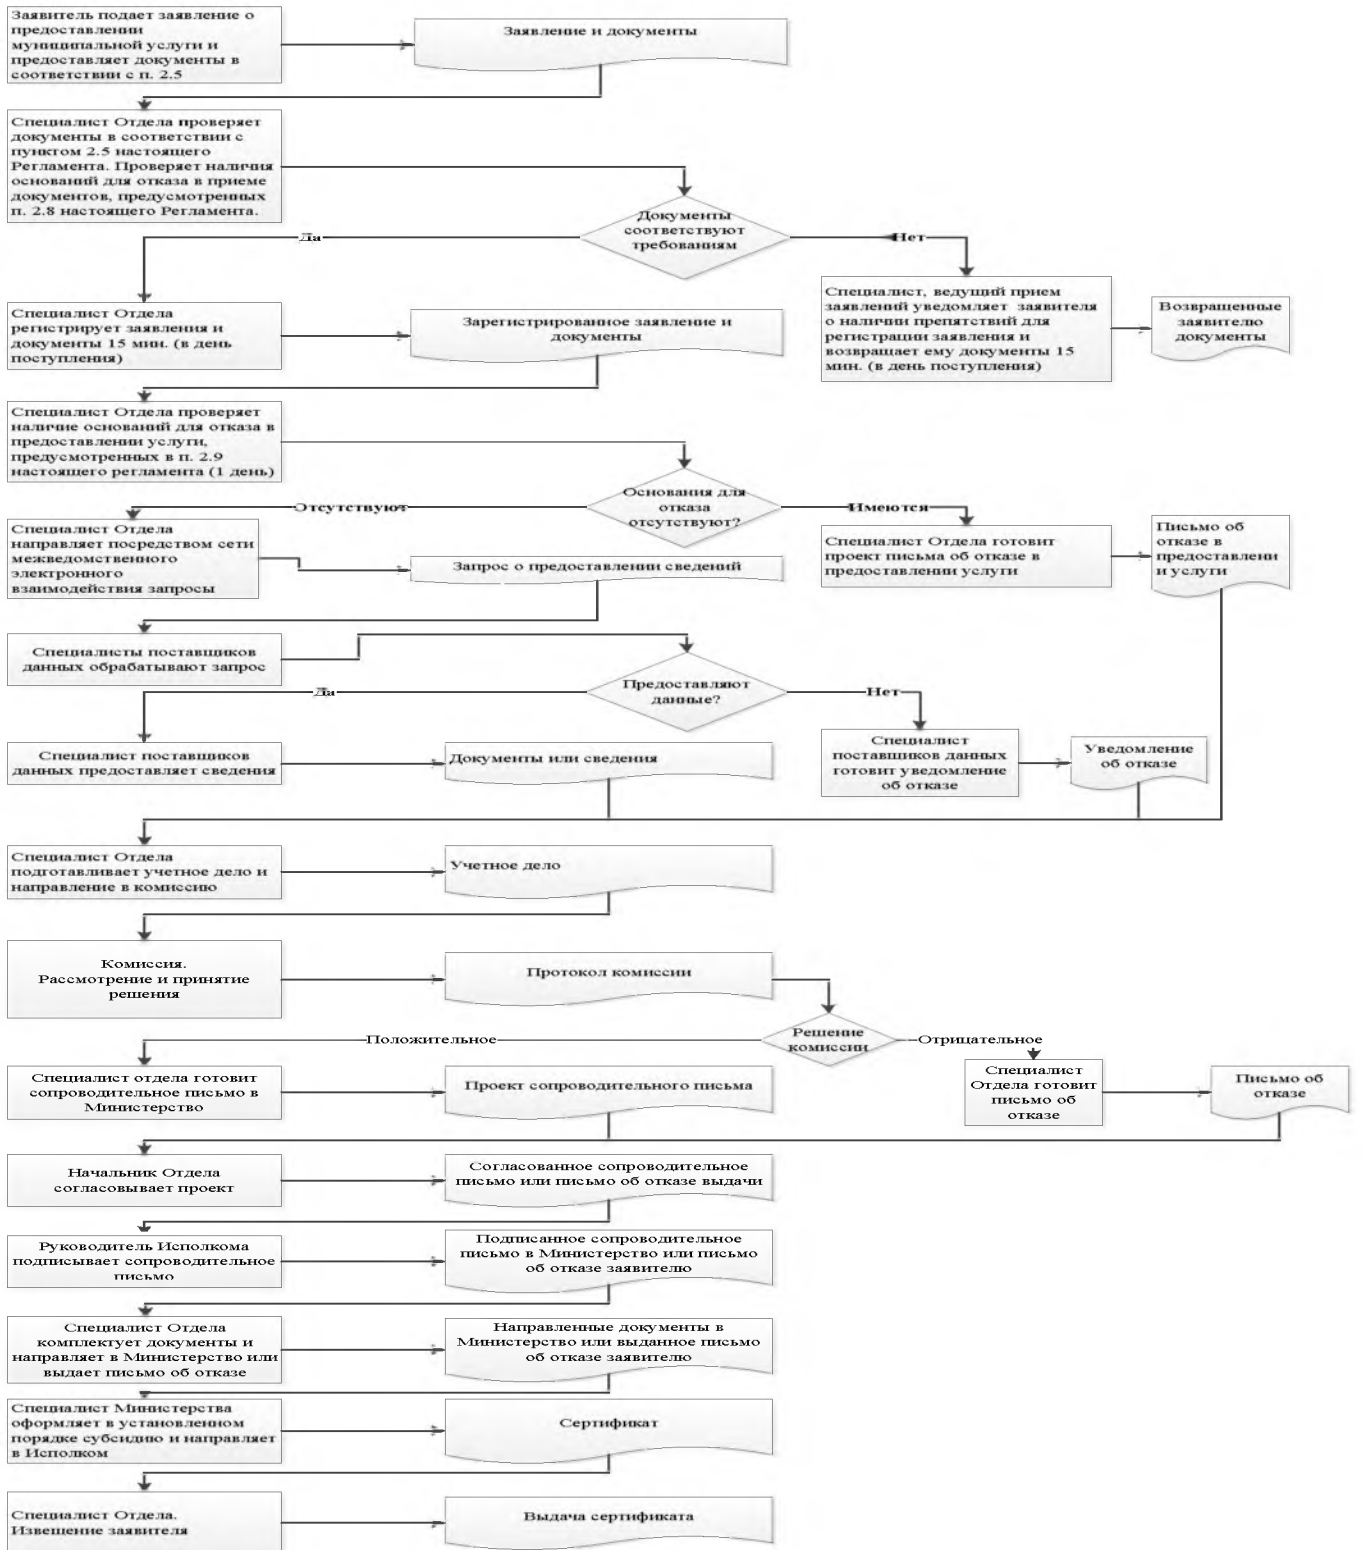 Заявитель подает заявление о
предоставлении
муниципальной услуги и
предоставляет документы в
соответствии с п. 2.5
Заявление и документы
Специалист Отдела проверяет
документы в соответствии с
пунктом 2.5 настоящего
Регламента. Проверяет наличия
оснований для отказа в приеме
документов, предусмотренных
п. 2.8 настоящего Регламента.
Документы
соответствуют
требованиям
Да
Нет
Специалист Отдела
регистрирует заявления и
документы 15 мин. (в день
поступления)
Зарегистрированное заявление и
документы
Специалист, ведущий прием
заявлений уведомляет заявителя
о наличии препятствий для
регистрации заявления и
возвращает ему документы 15
мин. (в день поступления)
Возвращенные
заявителю
документы
Специалист Отдела проверяет
наличие оснований для отказа в
предоставлении услуги,
предусмотренных в п. 2.9
настоящего регламента (1 день)
Основания для
отказа
отсутствуют?
Отсутствуют
Имеются
Специалист Отдела
направляет посредством сети
межведомственного
электронного
взаимодействия запросы
Запрос о предоставлении сведений
Специалист Отдела готовит
проект письма об отказе в
предоставлении услуги
Письмо об
отказе в
предоставлени
и услуги
Специалисты поставщиков
данных обрабатывают запрос
Предоставляют
данные?
Да
Нет
Специалист поставщиков
данных предоставляет сведения
Документы или сведения
Специалист
поставщиков данных
готовит уведомление
об отказе
Уведомление
об отказе
Специалист Отдела
подготавливает учетное дело и
направление в комиссию
Учетное дело
Комиссия.
Рассмотрение и принятие
решения
Протокол комиссии
Решение
комиссии
Положительное
Отрицательное
Специалист отдела готовит
сопроводительное письмо в
Министерство
Проект сопроводительного письма
Специалист
Отдела готовит
письмо об
отказе
Письмо об
отказе
Начальник Отдела
согласовывает проект
Согласованное сопроводительное
письмо или письмо об отказе выдачи
Руководитель Исполкома
подписывает сопроводительное
письмо
Подписанное сопроводительное
письмо в Министерство или письмо
об отказе заявителю
Специалист Отдела
комплектует документы и
направляет в Министерство или
выдает письмо об отказе
Направленные документы в
Министерство или выданное письмо
об отказе заявителю
Специалист Министерства
оформляет в установленном
порядке субсидию и направляет
в Исполком
Сертификат
Специалист Отдела.
Извещение заявителя
Выдача сертификата